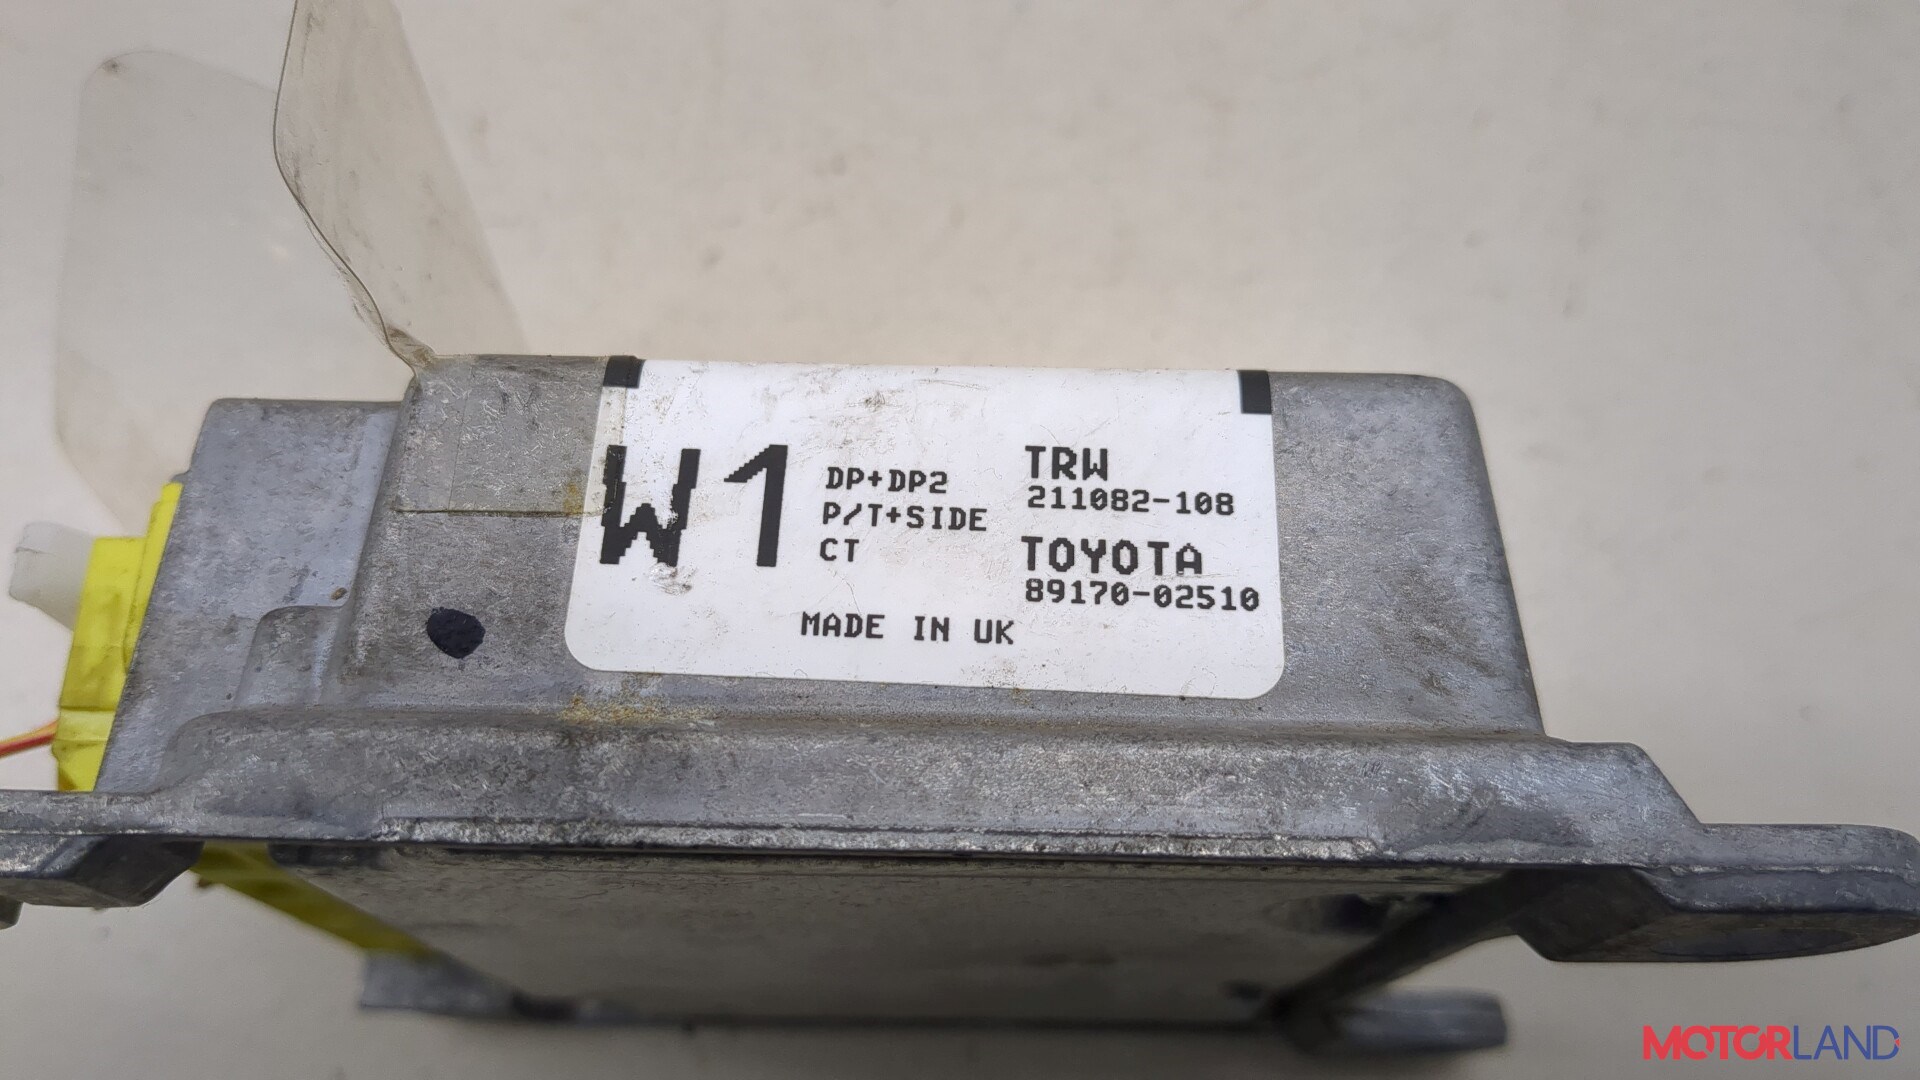 W1
DP+DP2
P/T+SIDE
CT
TRW
211082-108
TOYOTA
89170-02510
MADE IN UK
MOTORLAND